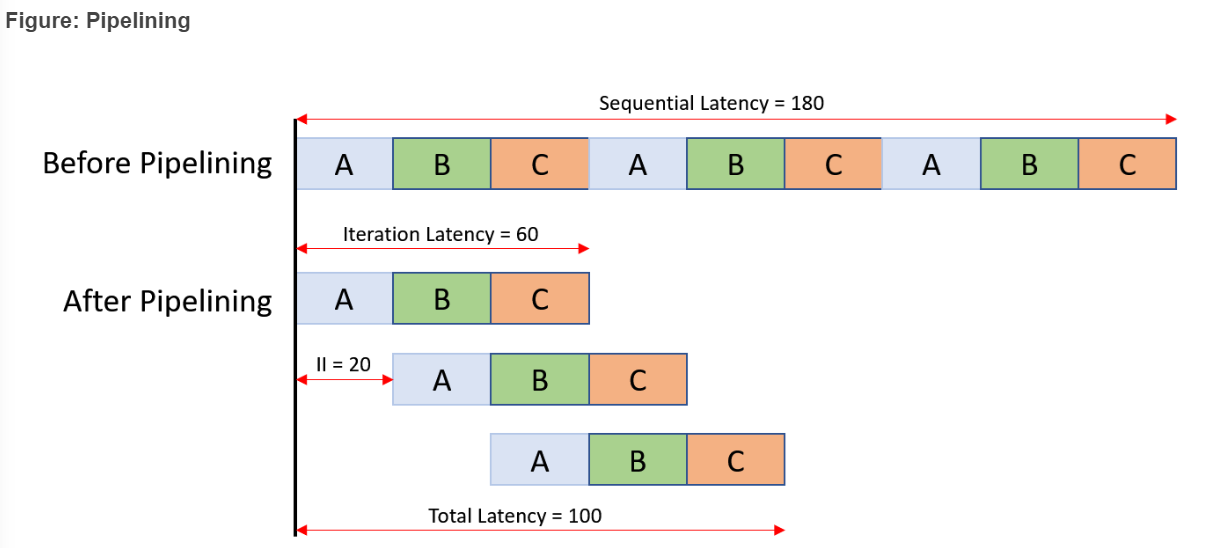 Figure: Pipelining
Sequential Latency = 180
Before Pipelining
A B C A B C A B C
Iteration Latency = 60
After Pipelining
A B C
II = 20
A B C
A B C
Total Latency = 100